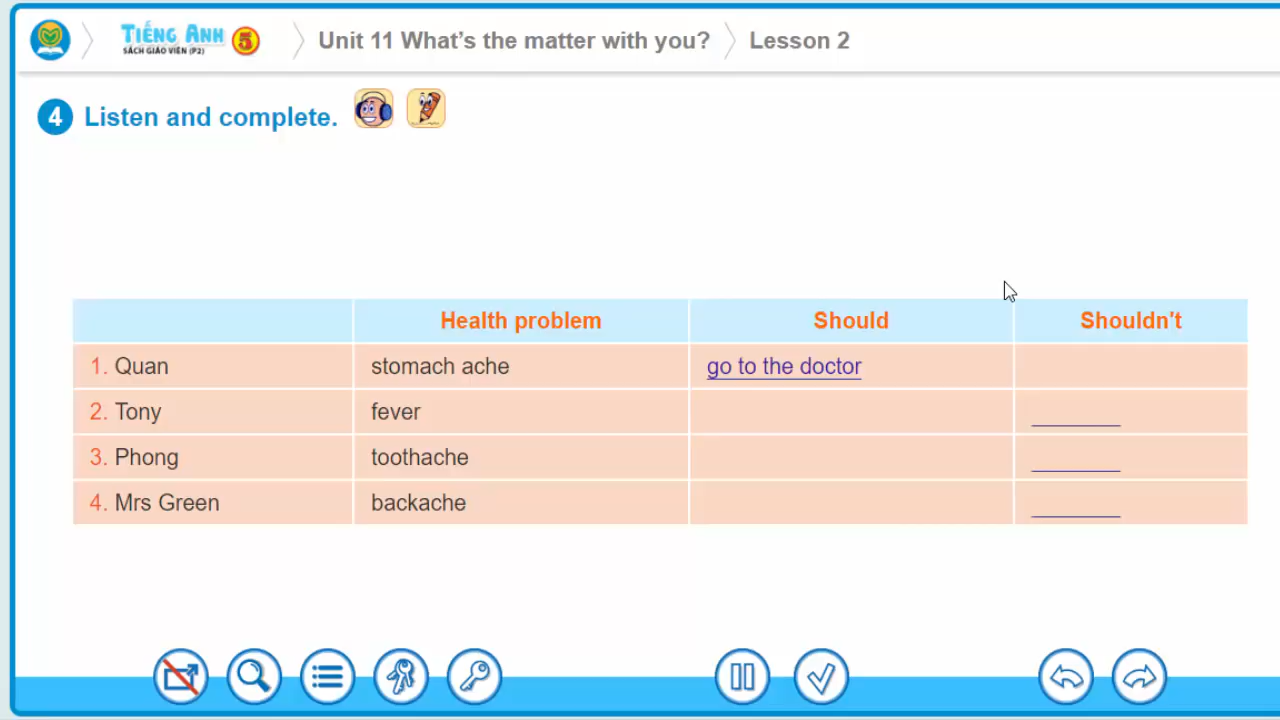 TIẾNG ANH 5
SÁCH GIÁO VIÊN (P2)
Unit 11 What's the matter with you?
Lesson 2
4 Listen and complete.
Health problem Should Shouldn't
1. Quan stomach ache go to the doctor
2. Tony fever
3. Phong toothache
4. Mrs Green backache